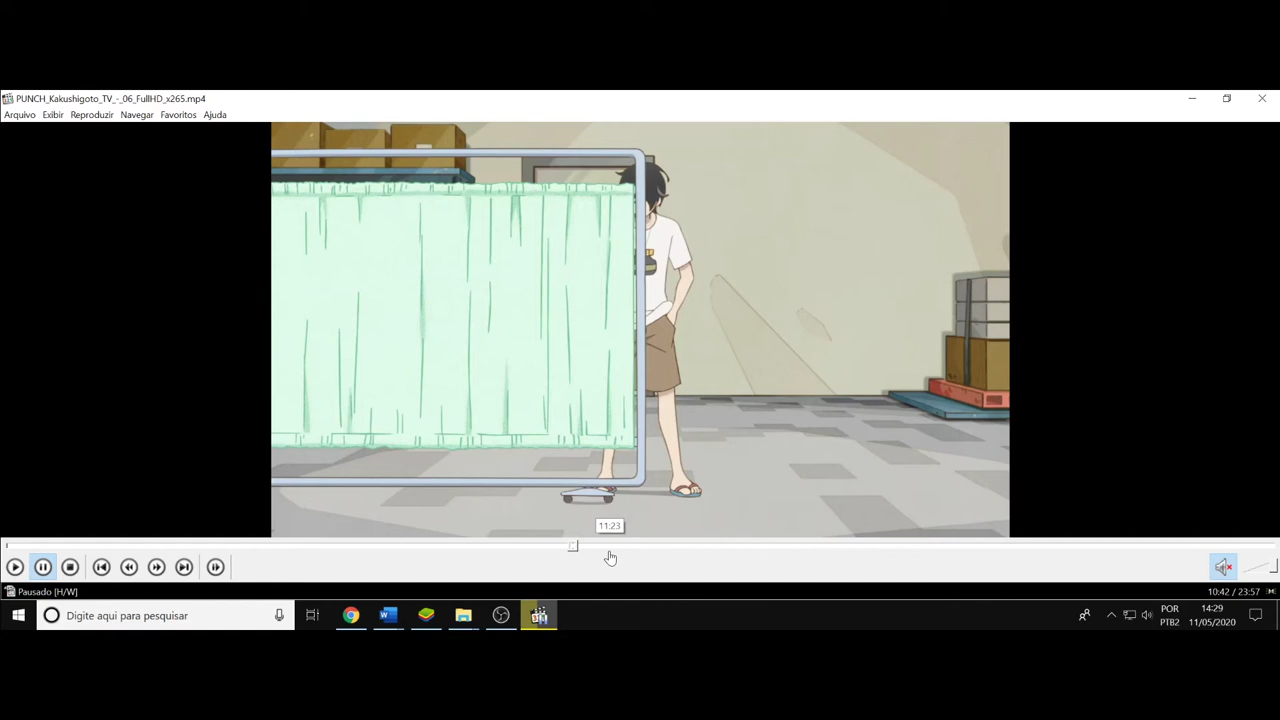 PUNCH_Kakushigoto_TV_-_06_FullHD_x265.mp4
Arquivo Exibir Reproduzir Navegar Favoritos Ajuda
11:23
Pausado [H/W]
10:42 / 23:57
Digite aqui para pesquisar
POR
PTB2
14:29
11/05/2020